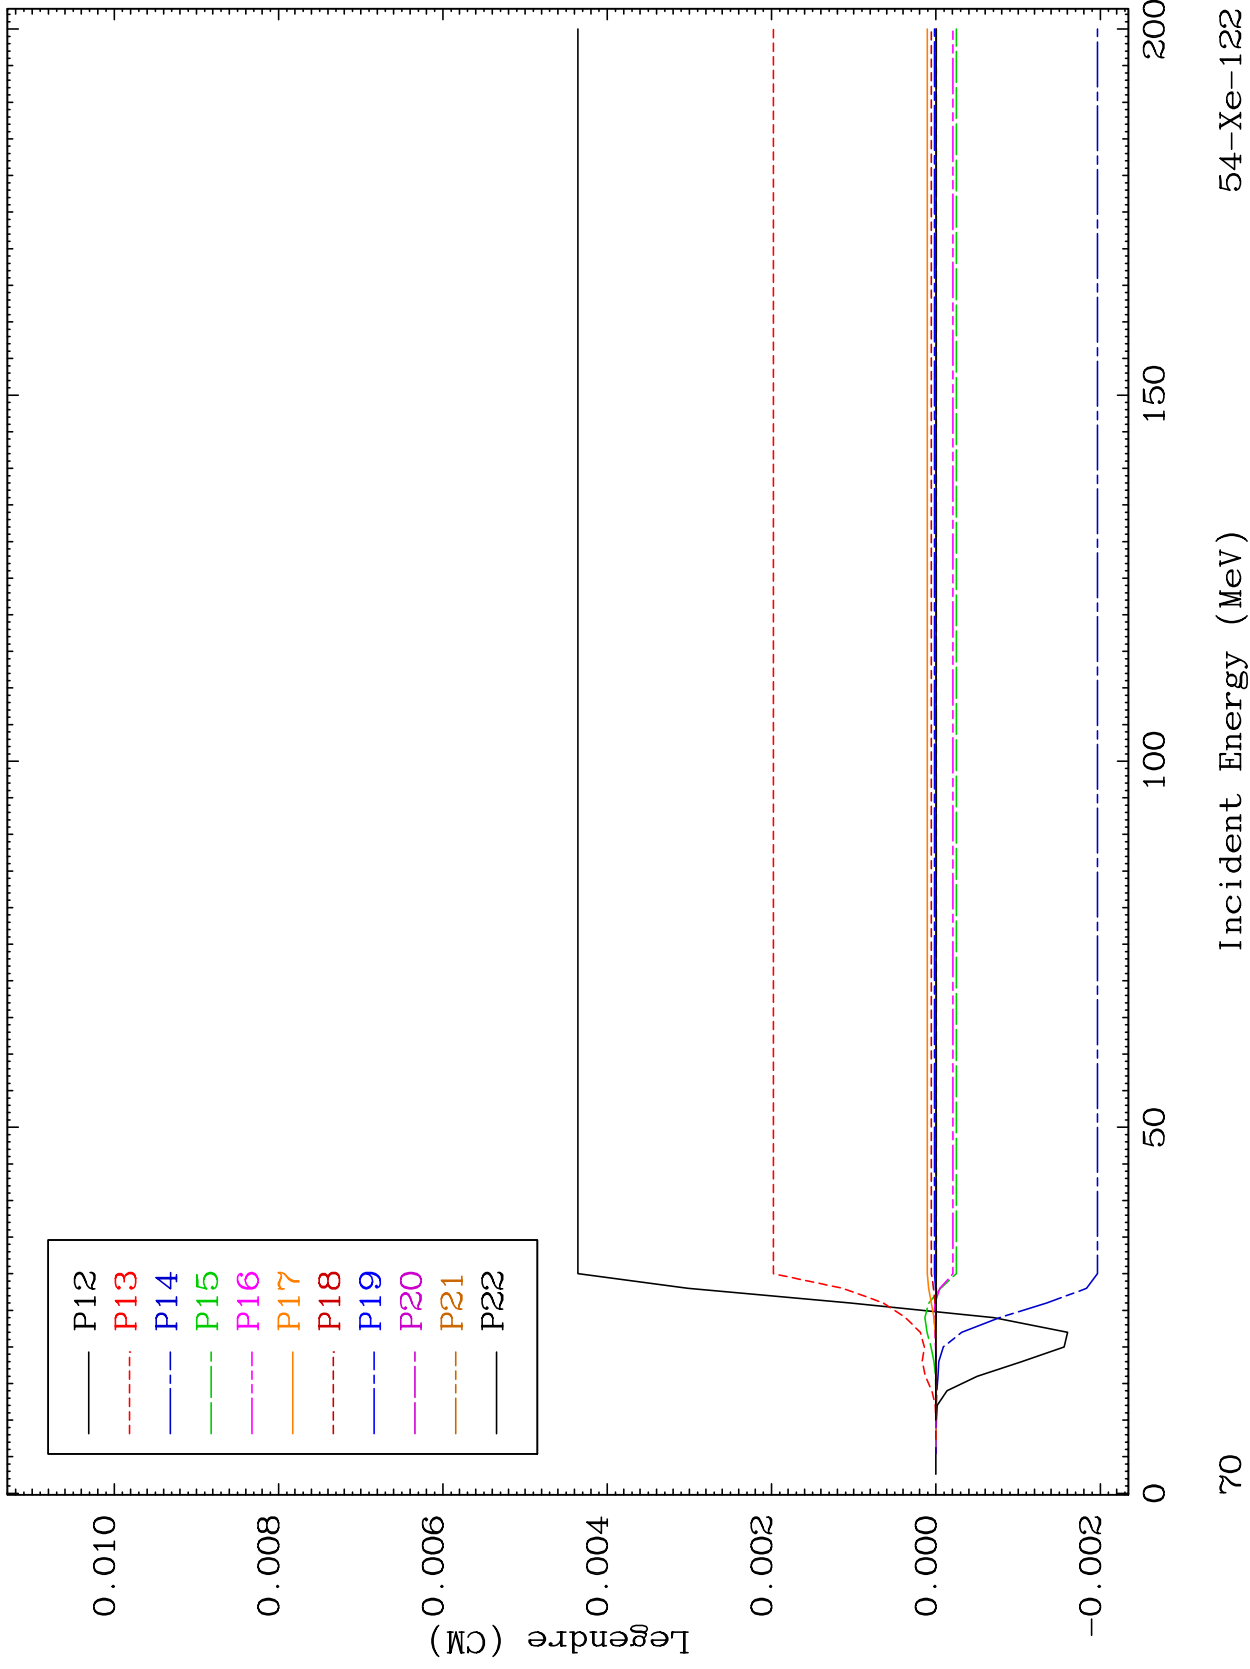 P12
P13
P14
P15
P16
P17
P18
P19
P20
P21
P22
0.010
0.008
0.006
0.004
0.002
0.000
-0.002
Legendre (CM)
0
50
100
150
200
70
Incident Energy (MeV)
54-Xe-122